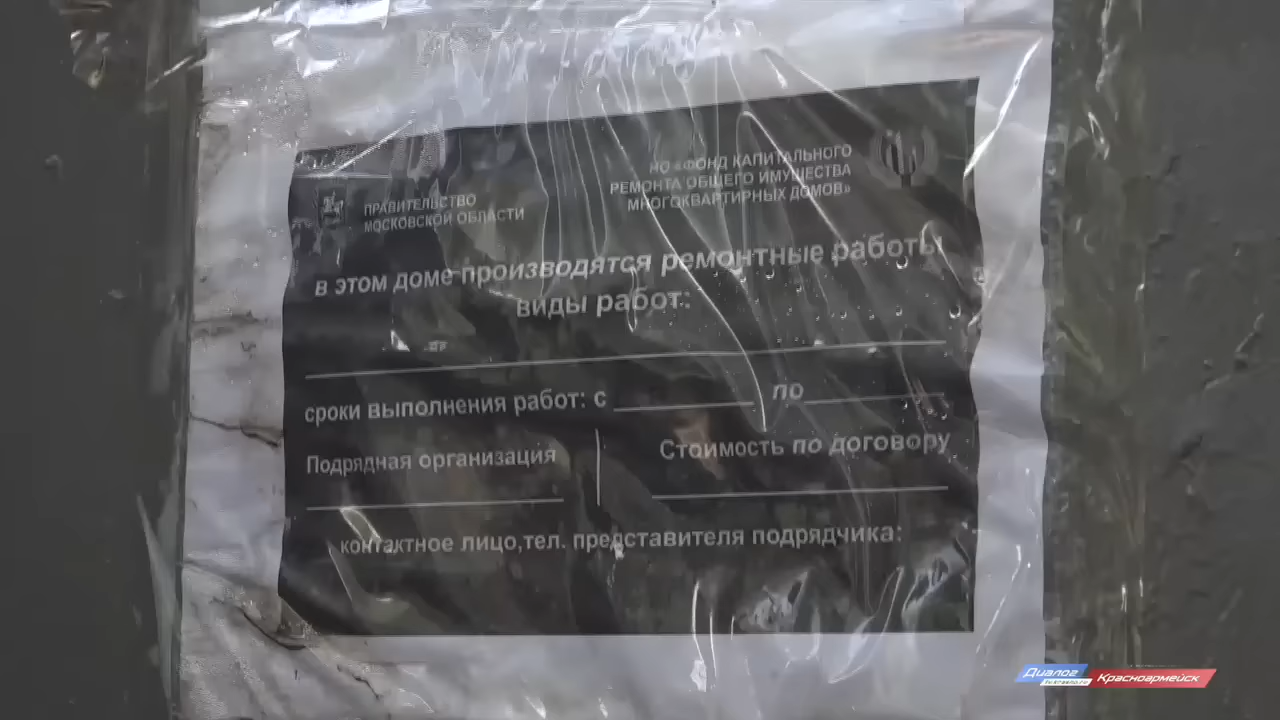 ПРАВИТЕЛЬСТВО
МОСКОВСКОЙ ОБЛАСТИ
НО «ФОНД КАПИТАЛЬНОГО
РЕМОНТА ОБЩЕГО ИМУЩЕСТВА
МНОГОКВАРТИРНЫХ ДОМОВ»
в этом доме производятся ремонтные работы
виды работ:
сроки выполнения работ: с по
Подрядная организация
Стоимость по договору
контактное лицо,тел. представителя подрядчика:
Диалог
Красноармейск